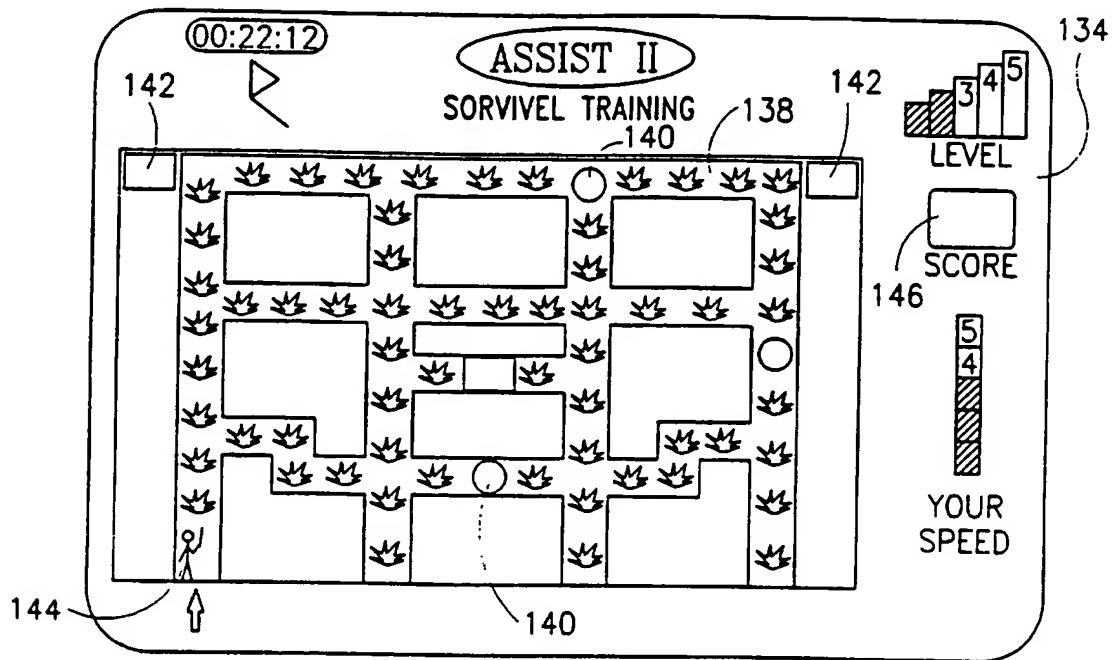 00:22:12
ASSIST II
SORVIVEL TRAINING
134
142
140
138
142
3 4 5
LEVEL
146
SCORE
5
4
YOUR
SPEED
144
140